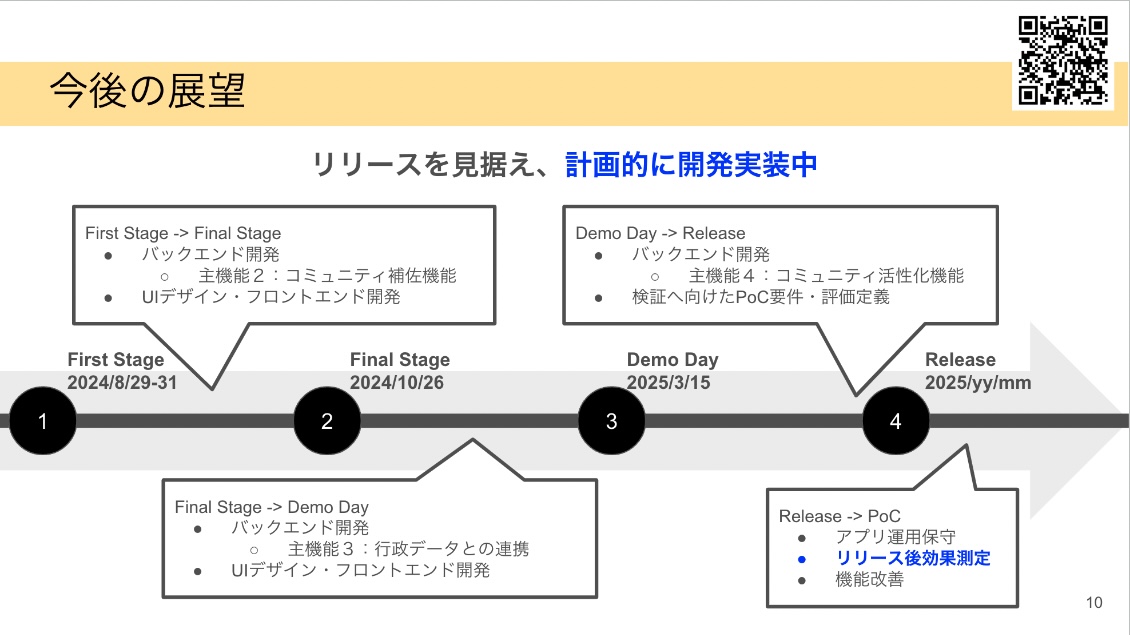 今後の展望
リリースを見据え、計画的に開発実装中
First Stage -> Final Stage
● バックエンド開発
○ 主機能２：コミュニティ補佐機能
● UIデザイン・フロントエンド開発
Demo Day -> Release
● バックエンド開発
○ 主機能４：コミュニティ活性化機能
● 検証へ向けたPoC要件・評価定義
First Stage
2024/8/29-31
Final Stage
2024/10/26
Demo Day
2025/3/15
Release
2025/yy/mm
1
2
3
4
Final Stage -> Demo Day
● バックエンド開発
○ 主機能３：行政データとの連携
● UIデザイン・フロントエンド開発
Release -> PoC
● アプリ運用保守
● リリース後効果測定
● 機能改善
10